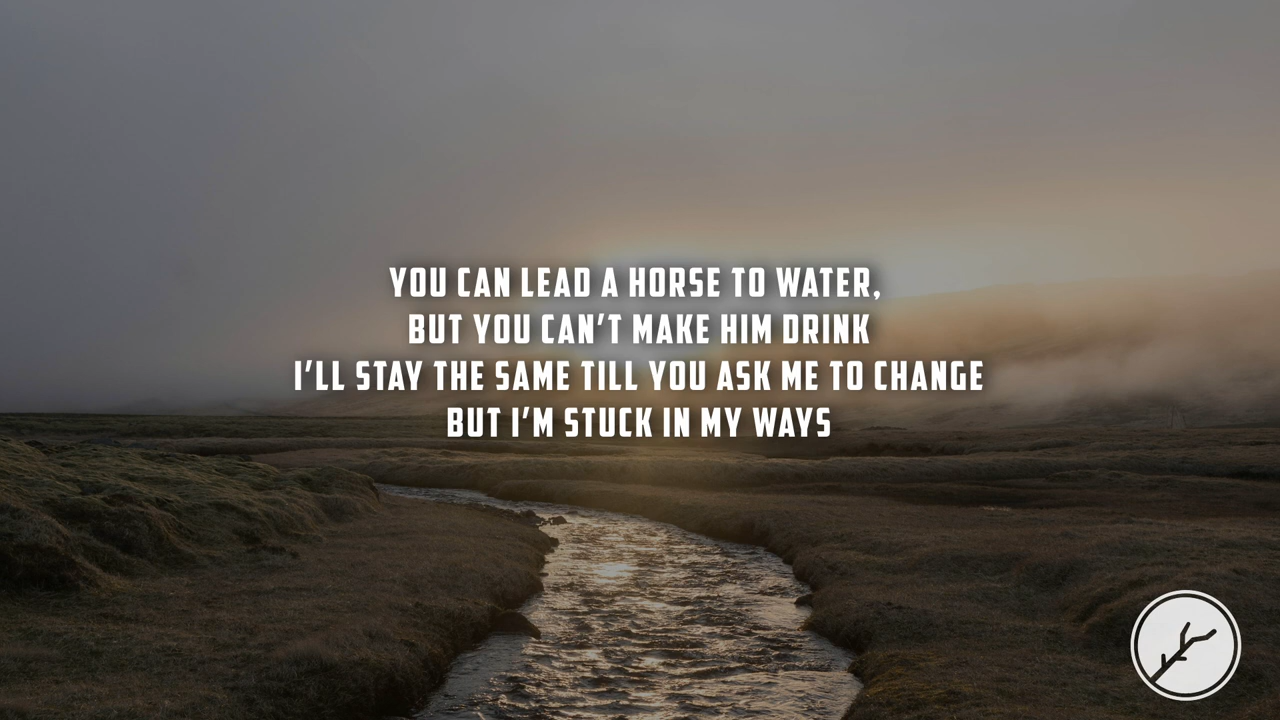 YOU CAN LEAD A HORSE TO WATER,
BUT YOU CAN'T MAKE HIM DRINK
I'LL STAY THE SAME TILL YOU ASK ME TO CHANGE
BUT I'M STUCK IN MY WAYS